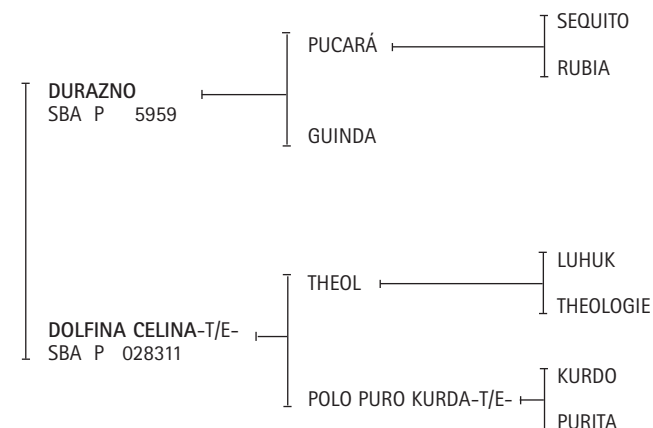 SEQUITO
PUCARÁ
RUBIA
DURAZNO
SBA P 5959
GUINDA
LUHUK
THEOL
THEOLOGIE
DOLFINA CELINA-T/E-
SBA P 028311
KURDO
POLO PURO KURDA-T/E-
PURITA